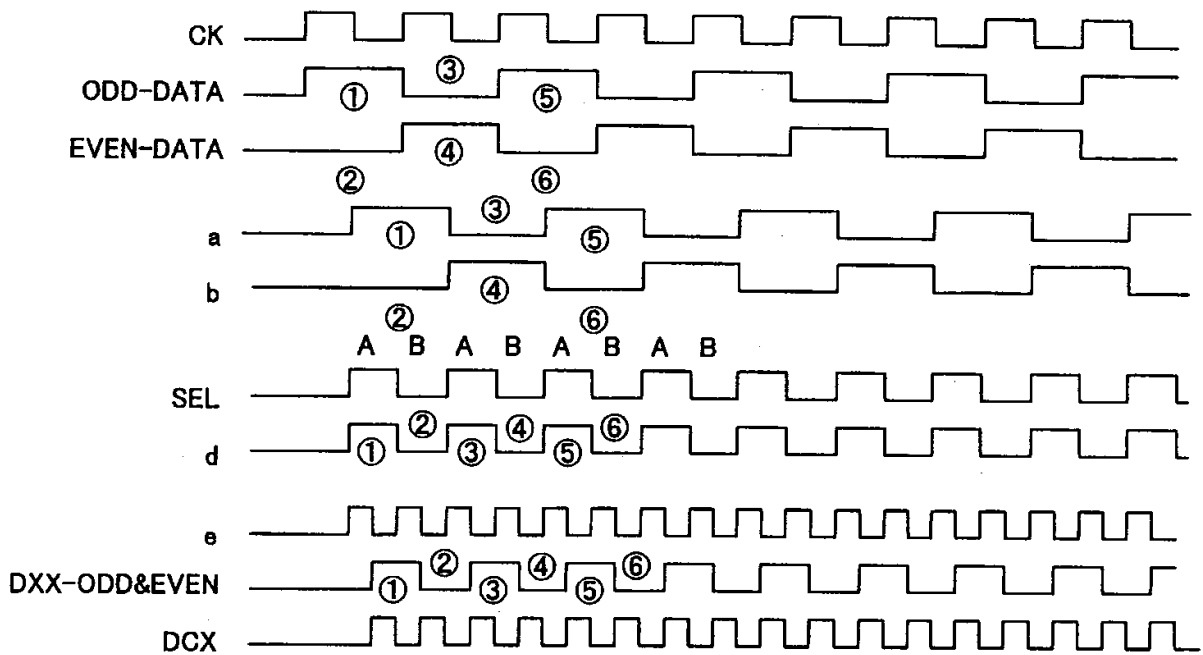 CK
③
ODD-DATA ① ⑤
EVEN-DATA ④
② ⑥
③
a ① ⑤
b ④
② ⑥
A B A B A B A B
SEL
② ④ ⑥
d ① ③ ⑤
e
② ④ ⑥
DXX-ODD&EVEN ① ③ ⑤
DCX